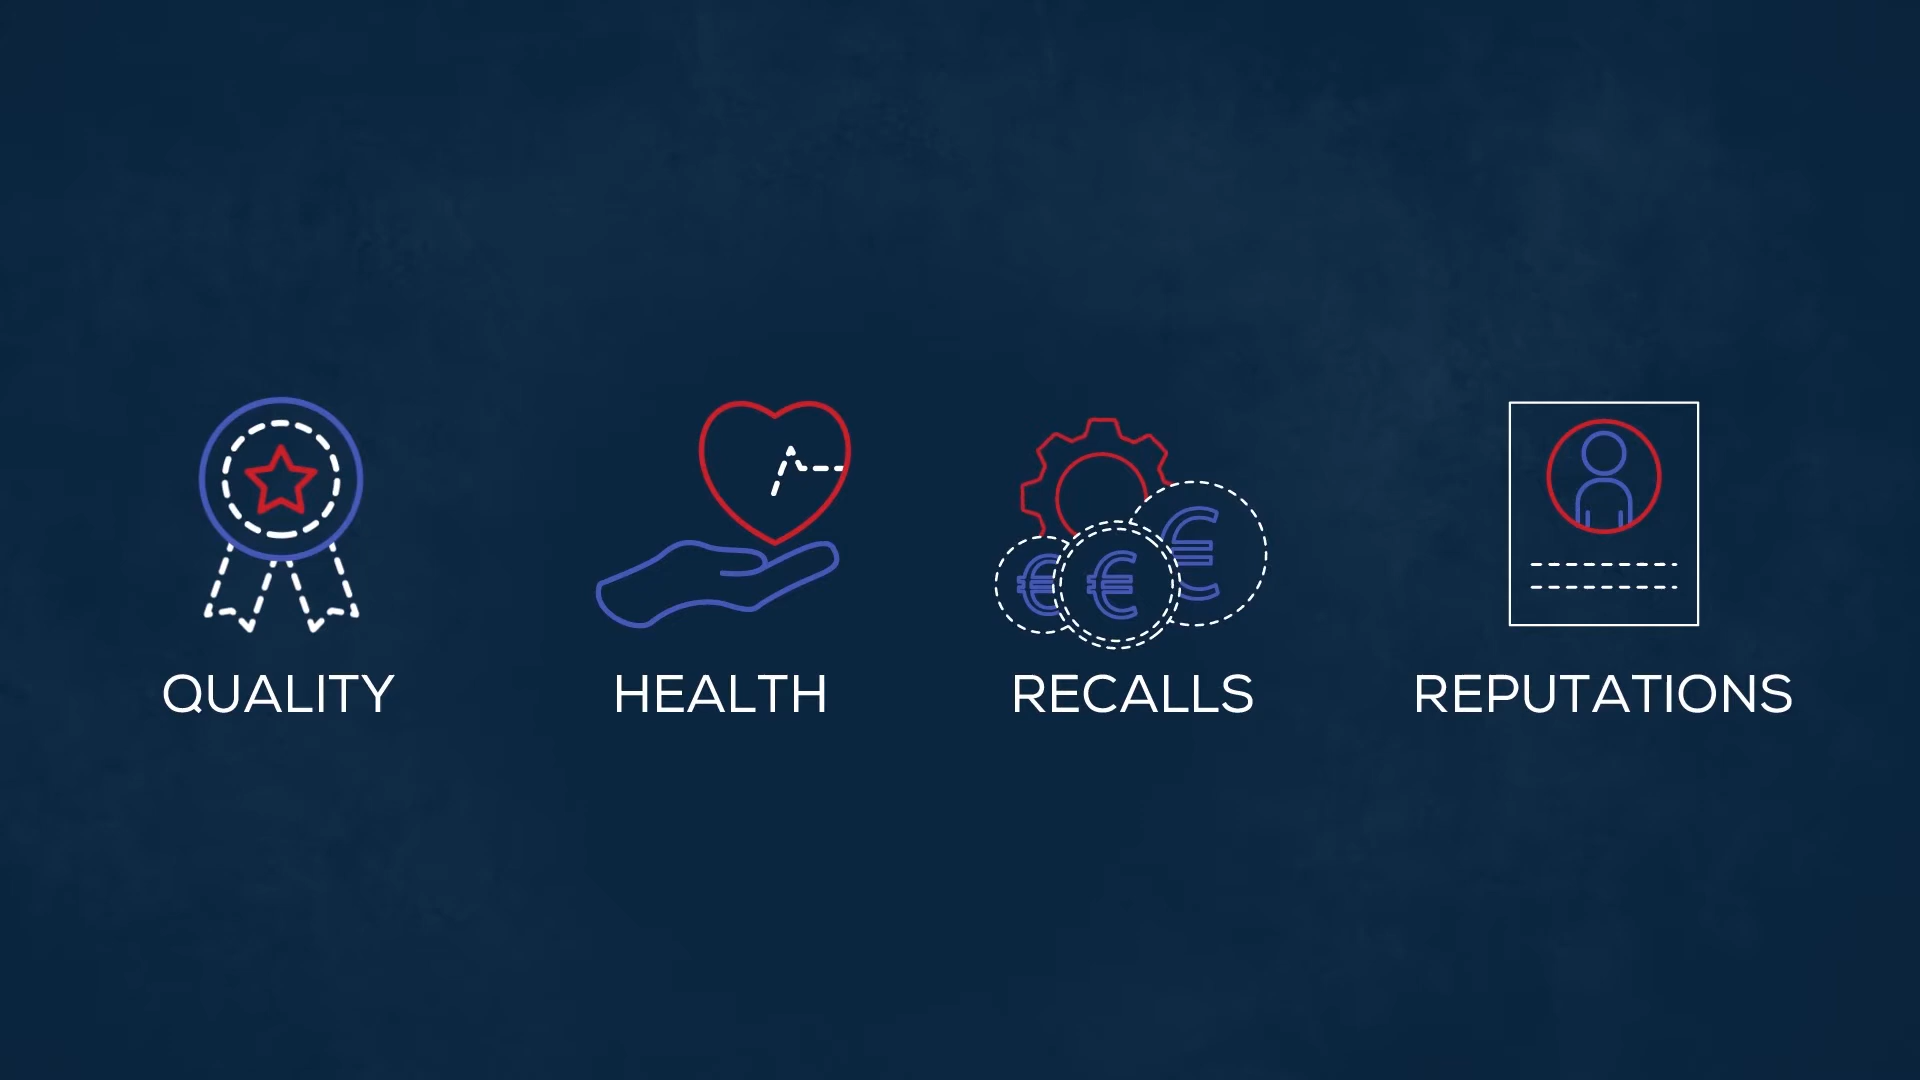 QUALITY
HEALTH
RECALLS
REPUTATIONS
€
€
€